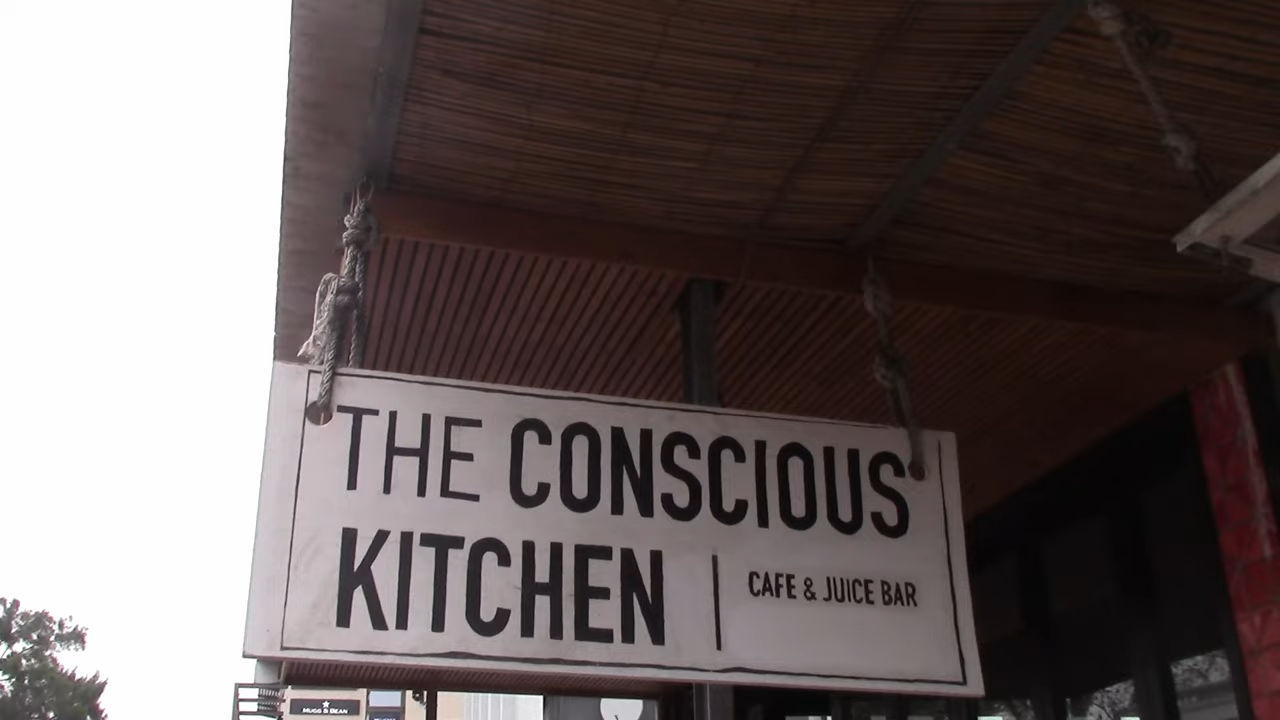 THE CONSCIOUS
KITCHEN
CAFE & JUICE BAR
MUGG & BEAN